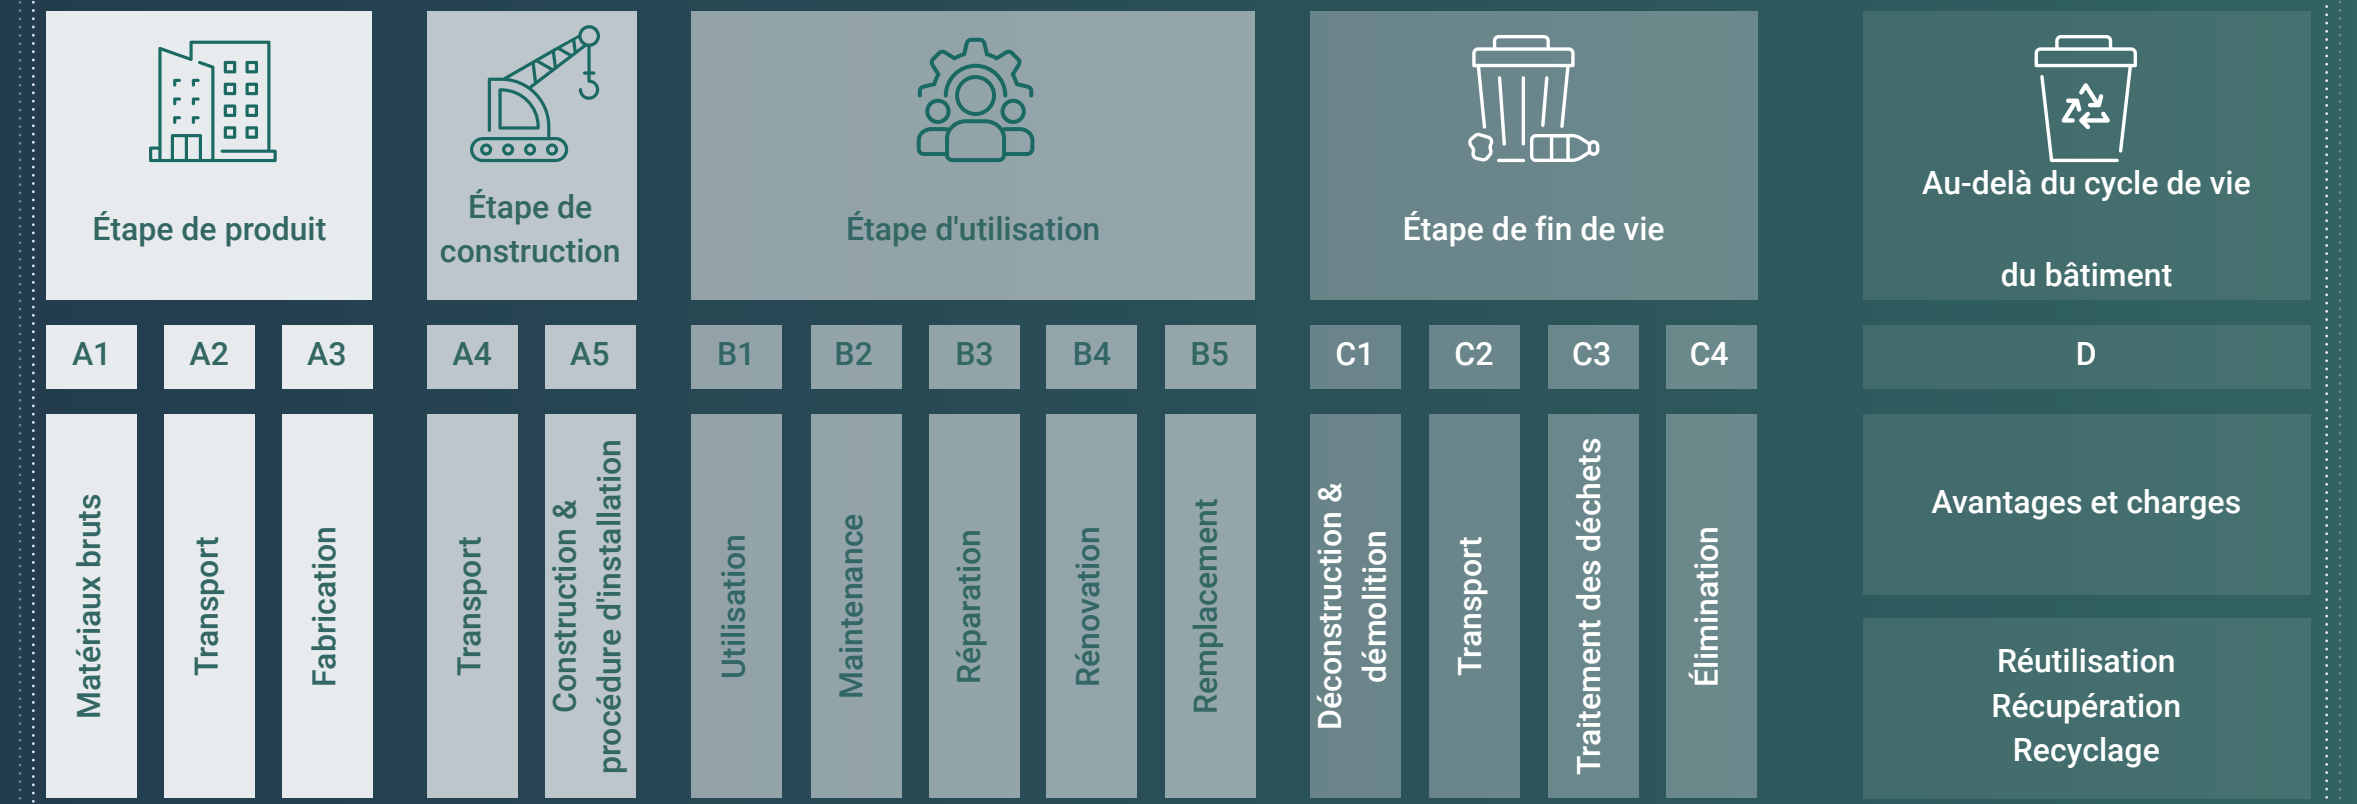 Étape de produit
Étape de
construction
Étape d'utilisation
Étape de fin de vie
Au-delà du cycle de vie
du bâtiment
A1
A2
A3
A4
A5
B1
B2
B3
B4
B5
C1
C2
C3
C4
D
Matériaux bruts
Transport
Fabrication
Transport
Construction &
procédure d'installation
Utilisation
Maintenance
Réparation
Rénovation
Remplacement
Déconstruction &
démolition
Transport
Traitement des déchets
Élimination
Avantages et charges
Réutilisation
Récupération
Recyclage